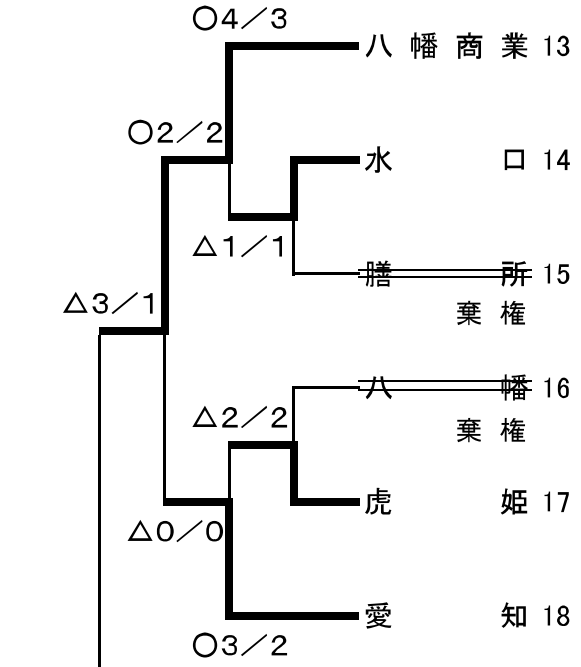 ○4／3
八幡商業 13
○2／2
水口 14
△1／1
膳所 15
△3／1
棄権
八幡 16
△2／2
棄権
虎姫 17
△0／0
愛知 18
○3／2